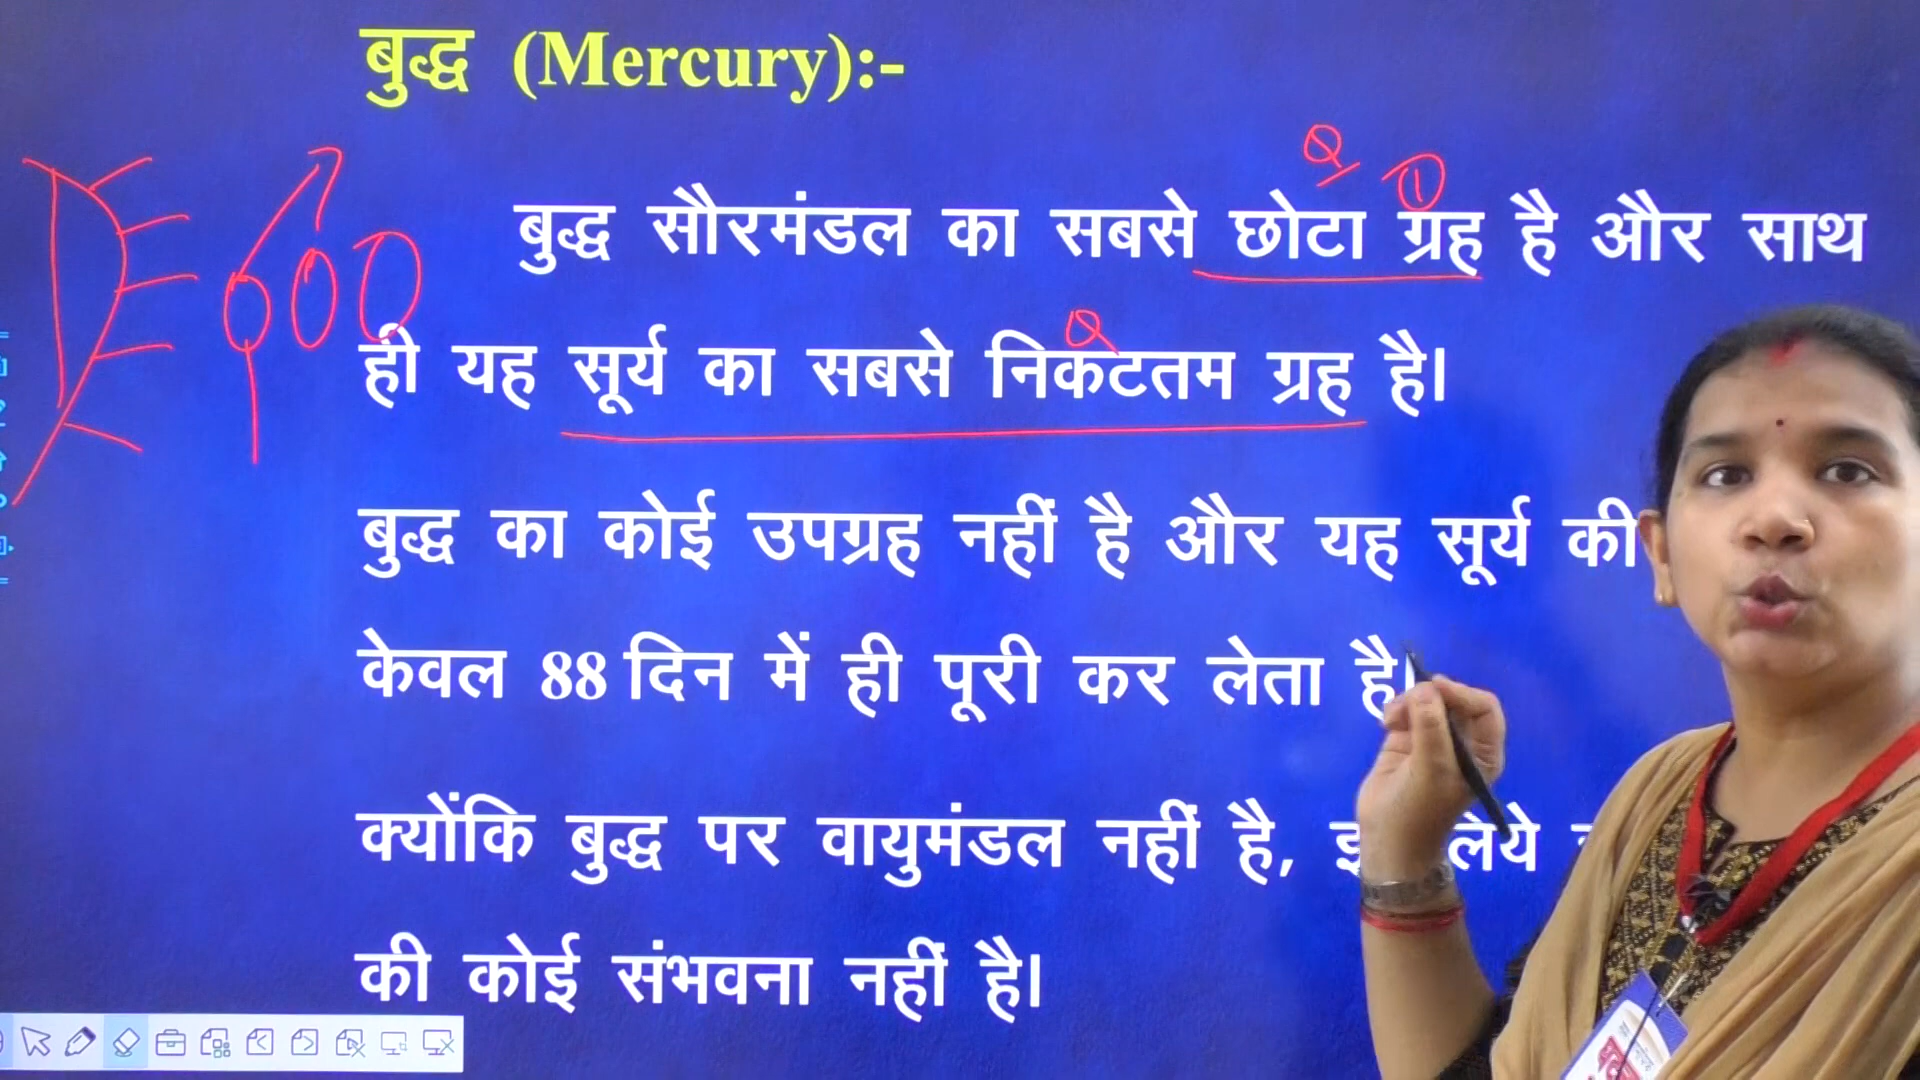 बुद्ध (Mercury):-
Q ①
बुद्ध सौरमंडल का सबसे छोटा ग्रह है और साथ
Q
ही यह सूर्य का सबसे निकटतम ग्रह है।
बुद्ध का कोई उपग्रह नहीं है और यह सूर्य की
केवल 88 दिन में ही पूरी कर लेता है।
क्योंकि बुद्ध पर वायुमंडल नहीं है,
की कोई संभवना नहीं है।